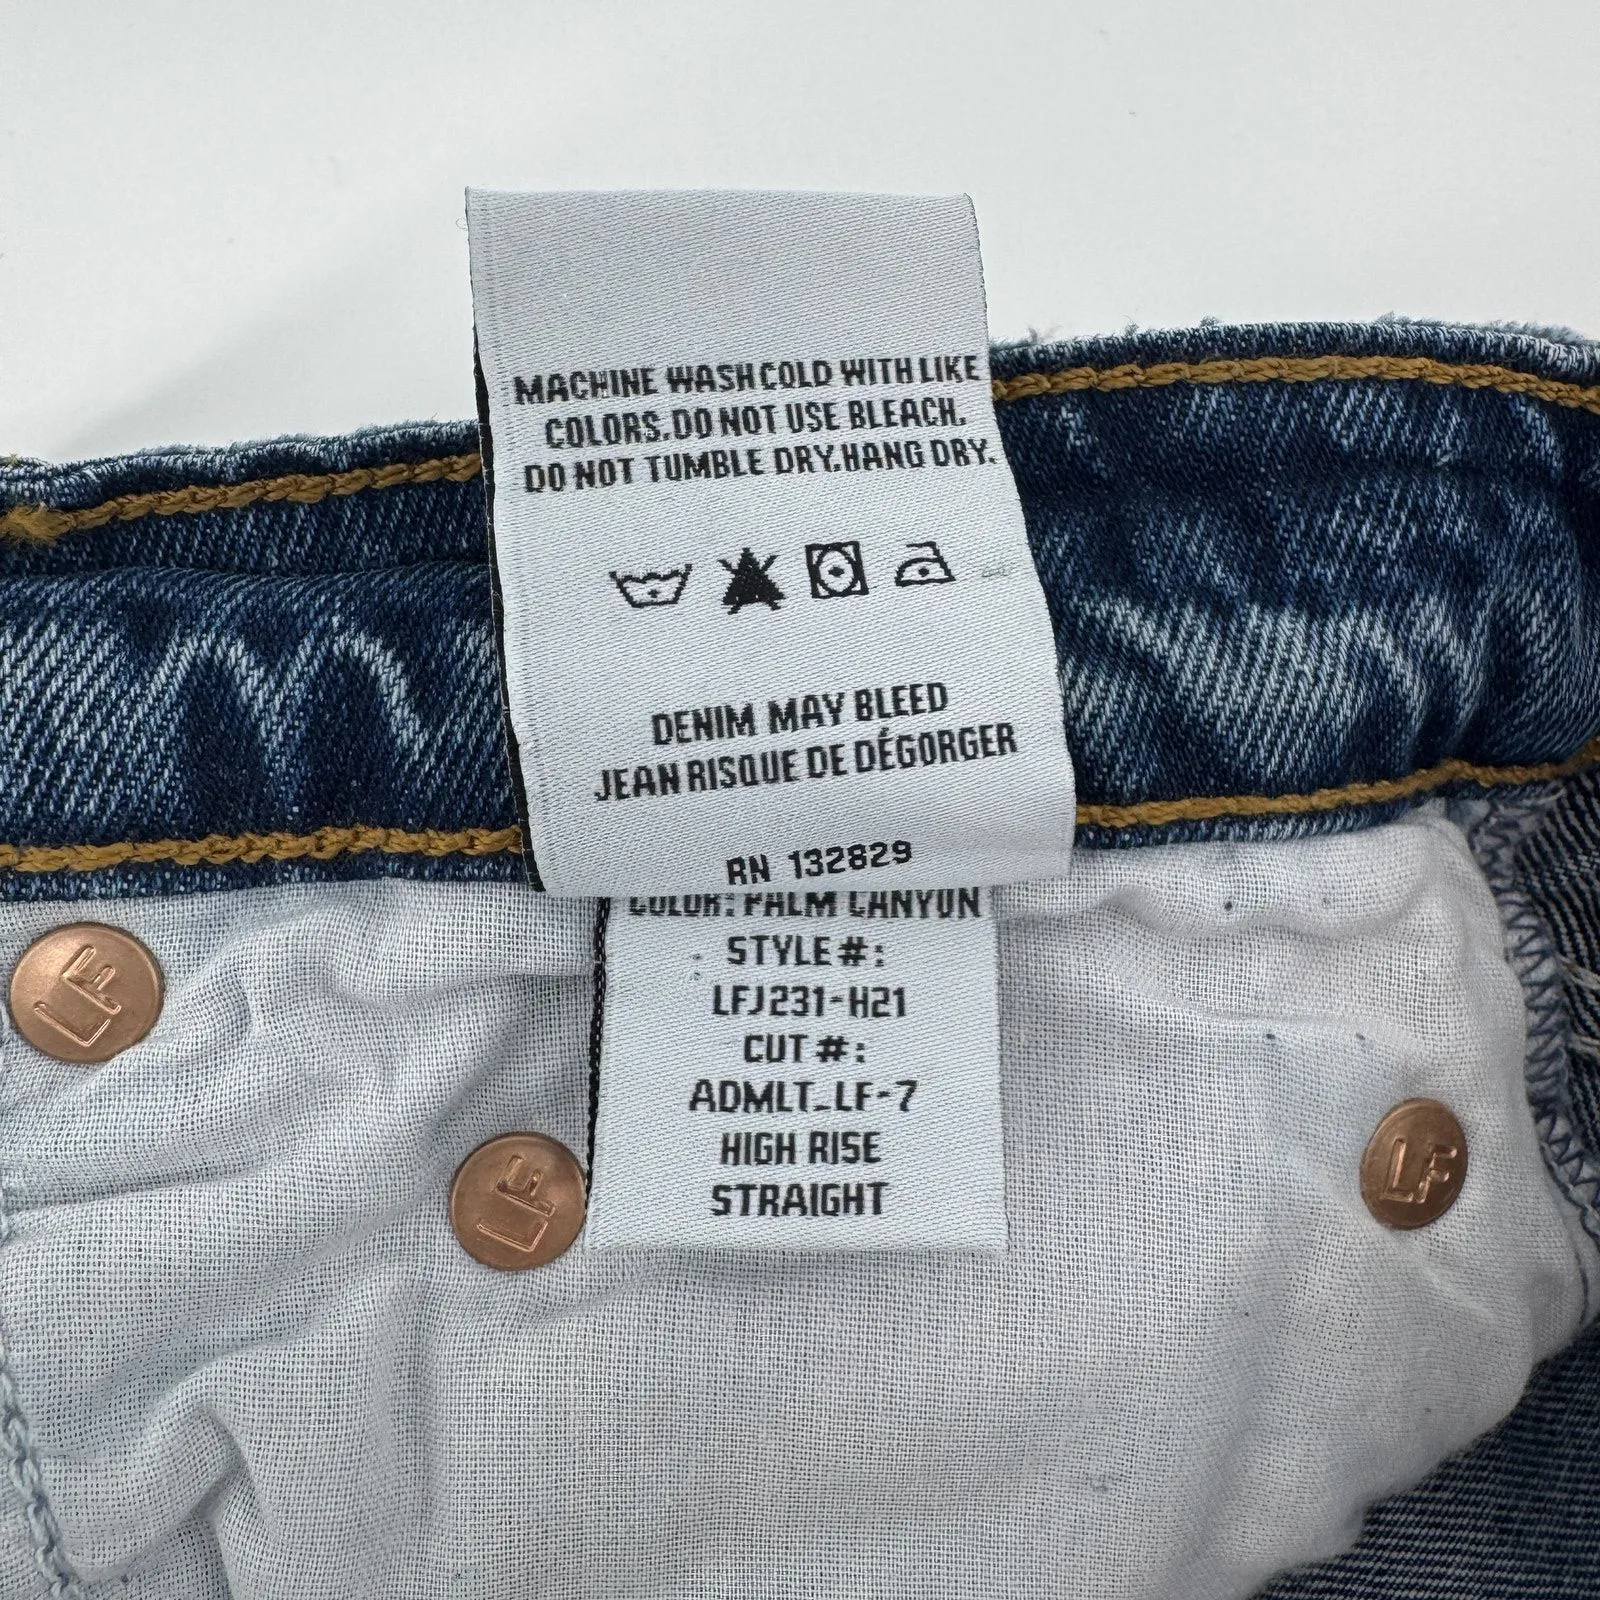 MACHINE WASH COLD WITH LIKE
COLORS. DO NOT USE BLEACH.
DO NOT TUMBLE DRY. HANG DRY.
DENIM MAY BLEED
JEAN RISQUE DE DÉGORGER
RN 132829
COLOR: PALM CANYON
STYLE #:
LFJ231-H21
CUT #:
ADMLT_LF-7
HIGH RISE
STRAIGHT
LF
LF
LF